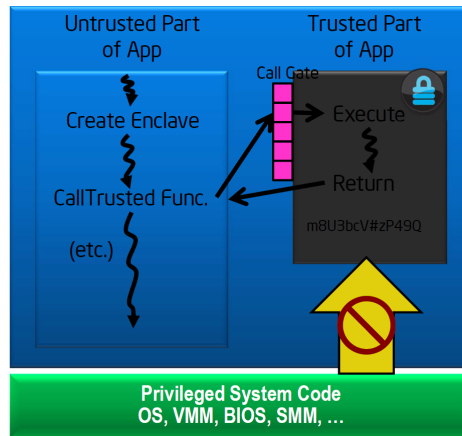 Untrusted Part
of App
Trusted Part
of App
Call Gate
Create Enclave
CallTrusted Func.
(etc.)
Execute
Return
m8U3bcV#zP49Q
Privileged System Code
OS, VMM, BIOS, SMM, ...